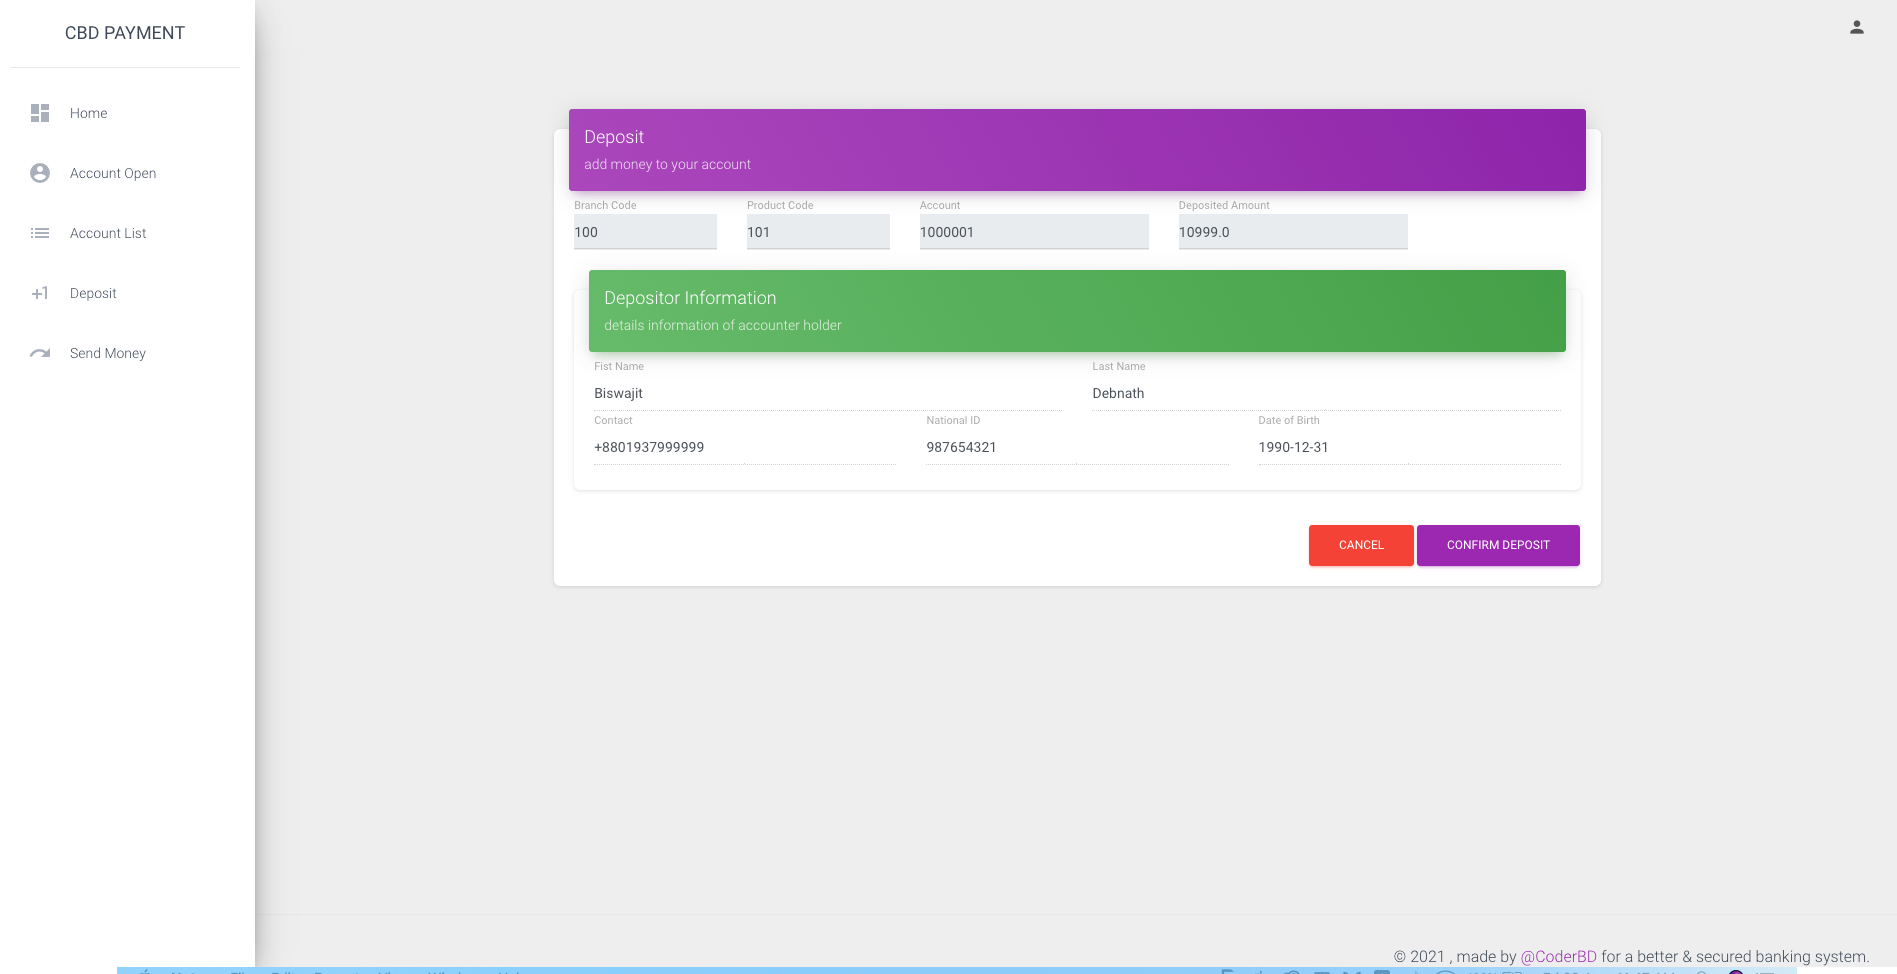 CBD PAYMENT
Home
Account Open
Account List
+1 Deposit
Send Money
Deposit
add money to your account
Branch Code Product Code Account Deposited Amount
100 101 1000001 10999.0
Depositor Information
details information of accounter holder
Fist Name Last Name
Biswajit Debnath
Contact National ID Date of Birth
+8801937999999 987654321 1990-12-31
CANCEL CONFIRM DEPOSIT
© 2021 , made by @CoderBD for a better & secured banking system.